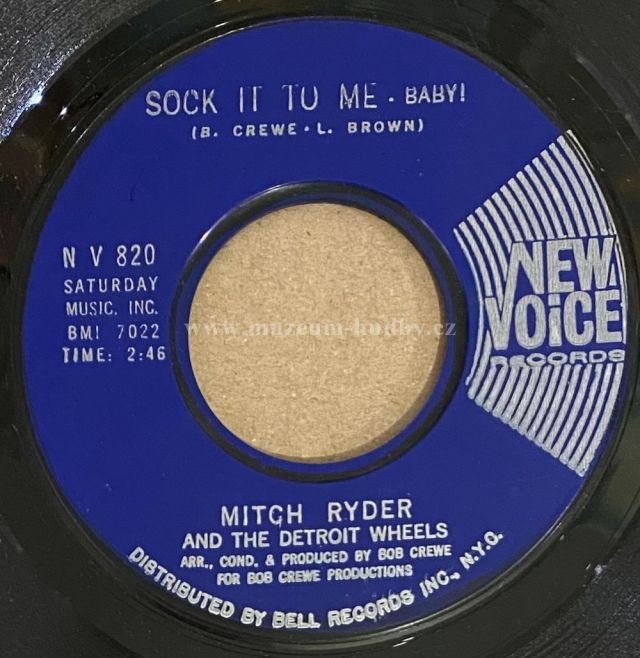 SOCK IT TO ME • BABY!
(B. CREWE • L. BROWN)
N V 820
SATURDAY
MUSIC, INC.
BMI 7022
TIME: 2:46
NEW
VOiCE
RECORDS
www.muzeum-hudby.cz
MITCH RYDER
AND THE DETROIT WHEELS
ARR., COND. & PRODUCED BY BOB CREWE
FOR BOB CREWE PRODUCTIONS
DISTRIBUTED BY BELL RECORDS INC., N.Y.C.